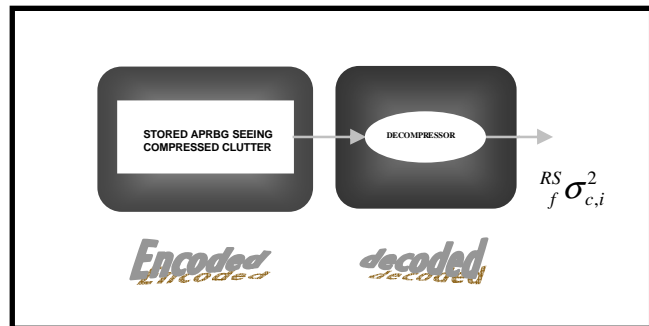 STORED APRBG SEEING
COMPRESSED CLUTTER
DECOMPRESSOR
RS
f σ²c,i
Encoded
decoded